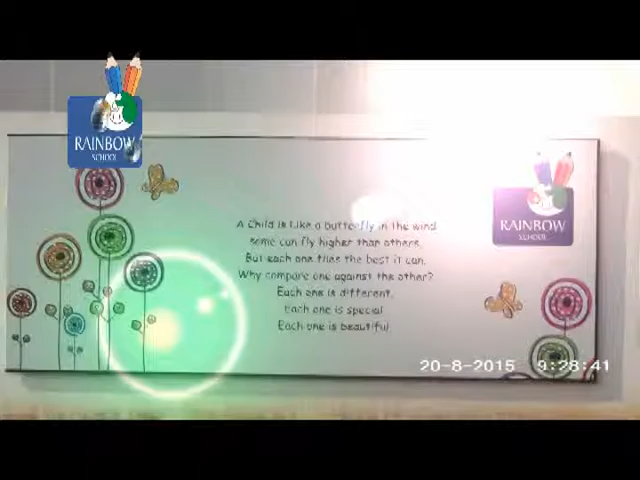 RAINBOW
SCHOOL
A child is like a butterfly in the wind
some can fly higher than others,
But each one flies the best it can.
Why compare one against the other?
Each one is different.
Each one is special
Each one is beautiful
RAINBOW
SCHOOL
20-8-2015 9:28:41